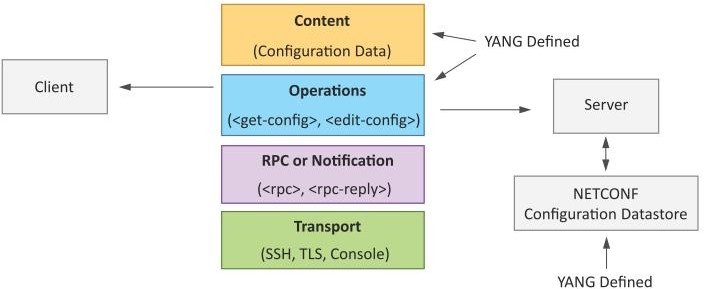 Content
(Configuration Data)
YANG Defined
Client
Operations
(<get-config>, <edit-config>)
Server
RPC or Notification
(<rpc>, <rpc-reply>)
NETCONF
Configuration Datastore
Transport
(SSH, TLS, Console)
YANG Defined